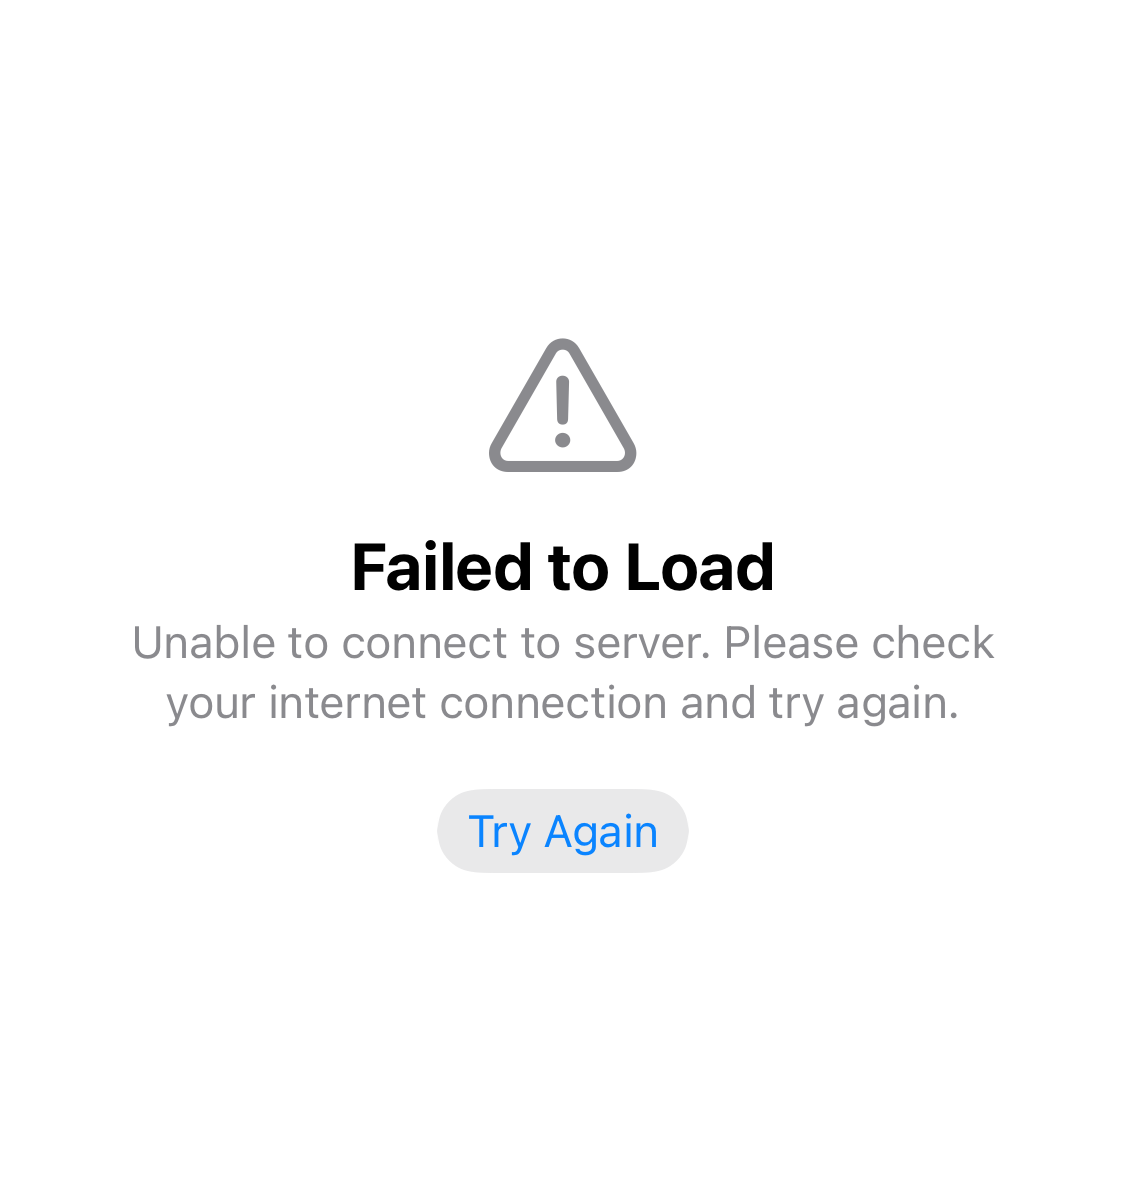 Failed to Load
Unable to connect to server. Please check
your internet connection and try again.
Try Again